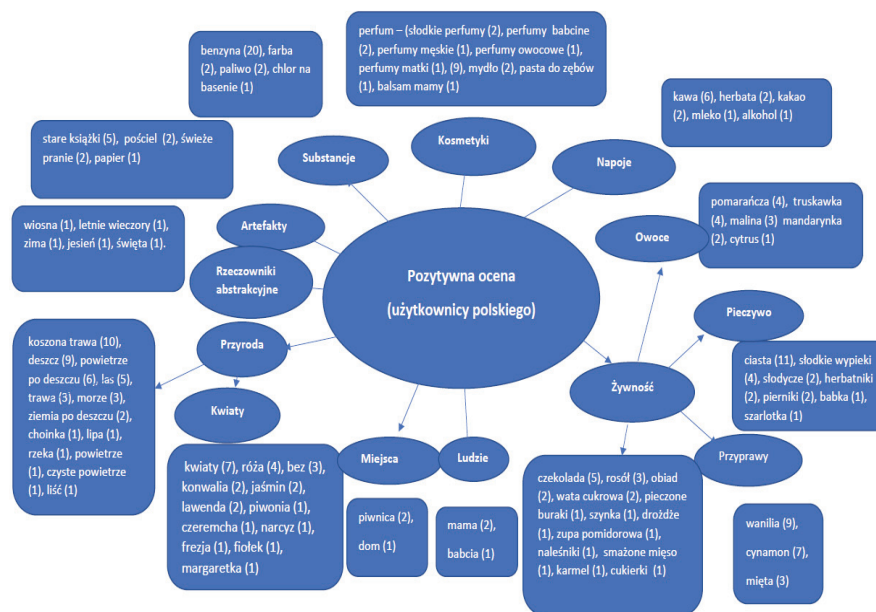 benzyna (20), farba
(2), paliwo (2), chlor na
basenie (1)
perfum – (słodkie perfumy (2), perfumy babcine
(2), perfumy męskie (1), perfumy owocowe (1),
perfumy matki (1), (9), mydło (2), pasta do zębów
(1), balsam mamy (1)
kawa (6), herbata (2), kakao
(2), mleko (1), alkohol (1)
stare książki (5), pościel (2), świeże
pranie (2), papier (1)
Substancje
Kosmetyki
Napoje
pomarańcza (4), truskawka
(4), malina (3) mandarynka
(2), cytrus (1)
Owoce
wiosna (1), letnie wieczory (1),
zima (1), jesień (1), święta (1).
Artefakty
Rzeczowniki
abstrakcyjne
Pozytywna ocena
(użytkownicy polskiego)
Pieczywo
ciasta (11), słodkie wypieki
(4), słodycze (2), herbatniki
(2), pierniki (2), babka (1),
szarlotka (1)
koszona trawa (10),
deszcz (9), powietrze
po deszczu (6), las (5),
trawa (3), morze (3),
ziemia po deszczu (2),
choinka (1), lipa (1),
rzeka (1), powietrze
(1), czyste powietrze
(1), liść (1)
Przyroda
Kwiaty
Żywność
kwiaty (7), róża (4), bez (3),
konwalia (2), jaśmin (2),
lawenda (2), piwonia (1),
czeremcha (1), narcyz (1),
frezja (1), fiołek (1),
margaretka (1)
Miejsca
Ludzie
Przyprawy
piwnica (2),
dom (1)
mama (2),
babcia (1)
czekolada (5), rosół (3), obiad
(2), wata cukrowa (2), pieczone
buraki (1), szynka (1), drożdże
(1), zupa pomidorowa (1),
naleśniki (1), smażone mięso
(1), karmel (1), cukierki (1)
wanilia (9),
cynamon (7),
mięta (3)